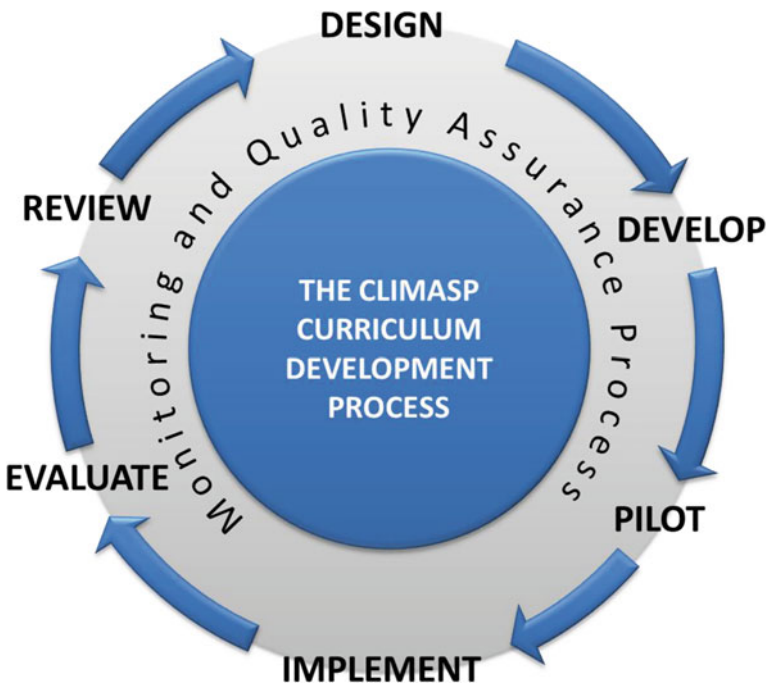 DESIGN
DEVELOP
PILOT
IMPLEMENT
EVALUATE
REVIEW
Monitoring and Quality Assurance Process
THE CLIMASP
CURRICULUM
DEVELOPMENT
PROCESS